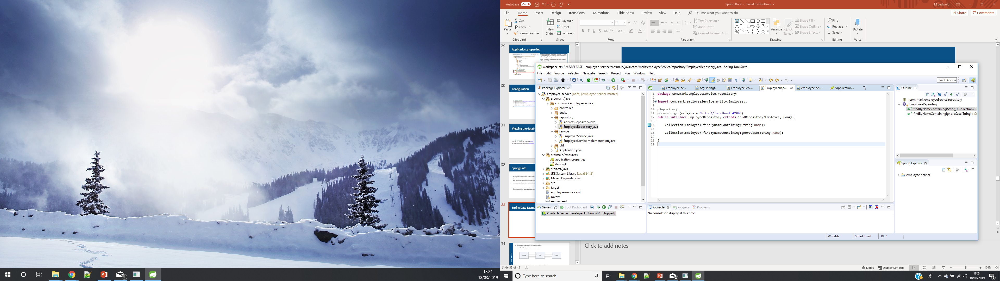 AutoSave On
Spring Boot - Saved to OneDrive
M Ledwold
File Home Insert Design Transitions Animations Slide Show Review View Help Tell me what you want to do
Share Comments
Paste
Cut
Copy
Format Painter
Clipboard
New Slide
Layout
Reset
Section
Slides
18
Font
Text Direction
Align Text
Convert to SmartArt
Paragraph
Arrange
Quick Styles
Shape Fill
Shape Outline
Shape Effects
Drawing
Find
Replace
Select
Editing
Dictate
Voice
29
Application.properties
30
Configuration
31
Viewing the databa
32
Spring Data
33
Spring Data Examp
34
workspace-sts-3.9.7.RELEASE - employee-service/src/main/java/com/mark/employeeService/repository/EmployeeRepository.java - Spring Tool Suite
File Edit Source Refactor Navigate Search Project Run Window Help
Quick Access
Package Explorer
employee-service [boot] [employee-service master]
src/main/java
com.mark.employeeService
controller
entity
repository
AddressRepository.java
EmployeeRepository.java
service
EmployeeService.java
EmployeeServiceImplementation.java
util
Application.java
src/main/resources
application.properties
data.sql
src/test/java
JRE System Library [JavaSE-1.8]
Maven Dependencies
src
target
employee-service.iml
mvnw
mvnw.cmd
employee-se... org.springf... EmployeeServ... EmployeeRep... employee-se... *application... »3
1 package com.mark.employeeService.repository;
2
3 import com.mark.employeeService.entity.Employee;
9
10 @Repository
11 @CrossOrigin(origins = "http://localhost:4200")
12 public interface EmployeeRepository extends CrudRepository<Employee, Long> {
13
14 Collection<Employee> findByNameContaining(String name);
15
16 Collection<Employee> findByNameContainingIgnoreCase(String name);
17
18 }
19
Outline
com.mark.employeeService.repository
EmployeeRepository
findByNameContaining(String) : Collection<E
findByNameContainingIgnoreCase(String) : C
Spring Explorer
employee-service
Servers Boot Dashboard
Pivotal tc Server Developer Edition v4.0 [Stopped]
Console Progress Problems
No consoles to display at this time.
Writable Smart Insert 19 : 1
Click to add notes
Slide 33 of 43
Notes Display Settings 101%
2
18:24
18/03/2019
Type here to search
2
18:24
18/03/2019